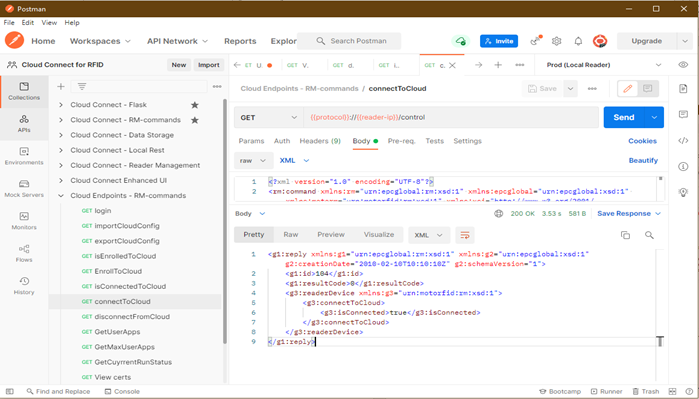 Postman
File Edit View Help
Home Workspaces API Network Reports Explor Search Postman Invite Upgrade
Cloud Connect for RFID New Import U V. d. i. c. Prod (Local Reader)
Collections
APIs
Environments
Mock Servers
Monitors
Flows
History
Cloud Connect - Flask
Cloud Connect - RM-commands
Cloud Connect - Data Storage
Cloud Connect - Local Rest
Cloud Connect - Reader Management
Cloud Connect Enhanced UI
Cloud Endpoints - RM-commands
GET login
GET importCloudConfig
GET exportCloudConfig
GET isEnrolledToCloud
GET EnrollToCloud
GET isConnectedToCloud
GET connectToCloud
GET disconnectFromCloud
GET GetUserApps
GET GetMaxUserApps
GET GetCuyrrentRunStatus
GET View certs
Cloud Endpoints - RM-commands / connectToCloud Save
GET {{protocol}}://{{reader-ip}}/control Send
Params Auth Headers (9) Body Pre-req. Tests Settings Cookies
raw XML Beautify
1 <?xml version="1.0" encoding="UTF-8"?>
2 <rm:command xmlns:rm="urn:epcglobal:rm:xsd:1" xmlns:epcglobal="urn:epcglobal:xsd:1"
Body 200 OK 3.53 s 581 B Save Response
Pretty Raw Preview Visualize XML
1 <g1:reply xmlns:g1="urn:epcglobal:rm:xsd:1" xmlns:g2="urn:epcglobal:xsd:1"
g2:creationDate="2010-02-10T10:10:10Z" g2:schemaVersion="1">
2 <g1:id>104</g1:id>
3 <g1:resultCode>0</g1:resultCode>
4 <g3:readerDevice xmlns:g3="urn:motorfid:rm:xsd:1">
5 <g3:connectToCloud>
6 <g3:isConnected>true</g3:isConnected>
7 </g3:connectToCloud>
8 </g3:readerDevice>
9 </g1:reply>
Find and Replace Console Bootcamp Runner Trash